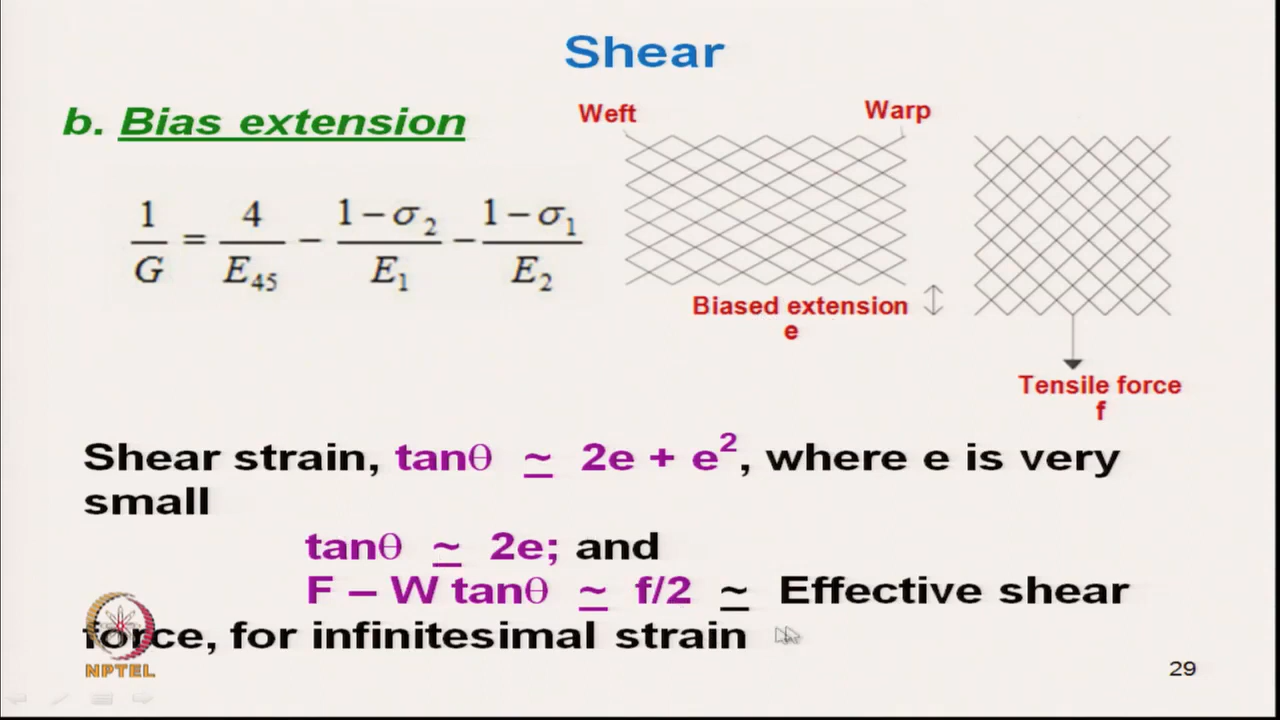 Shear
b. Bias extension
1/G = 4/E₄₅ − (1−σ₂)/E₁ − (1−σ₁)/E₂
Weft
Warp
Biased extension
e
Tensile force
f
Shear strain, tanθ ≃ 2e + e², where e is very
small
tanθ ≃ 2e; and
F – W tanθ ≃ f/2 ≃ Effective shear
force, for infinitesimal strain
NPTEL
29